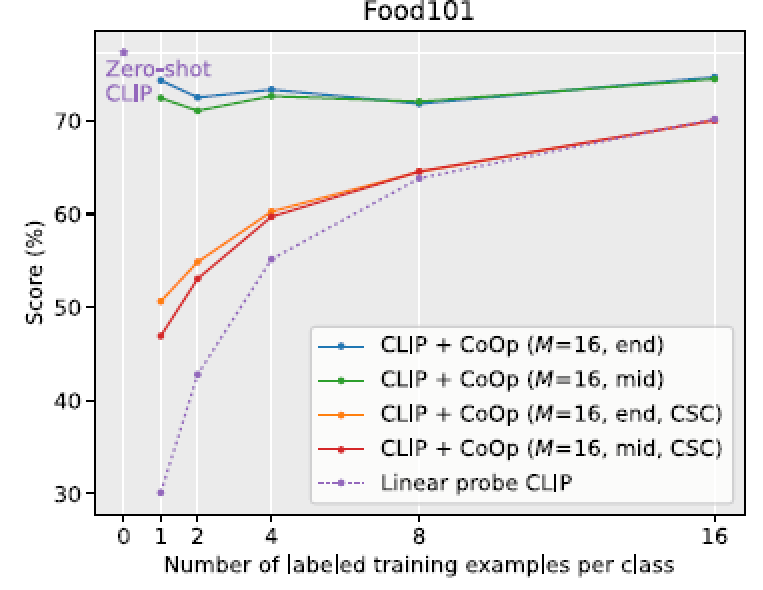 Food101
Zero-shot
CLIP
70
60
50
40
30
Score (%)
CLIP + CoOp (M=16, end)
CLIP + CoOp (M=16, mid)
CLIP + CoOp (M=16, end, CSC)
CLIP + CoOp (M=16, mid, CSC)
Linear probe CLIP
0 1 2 4 8 16
Number of labeled training examples per class